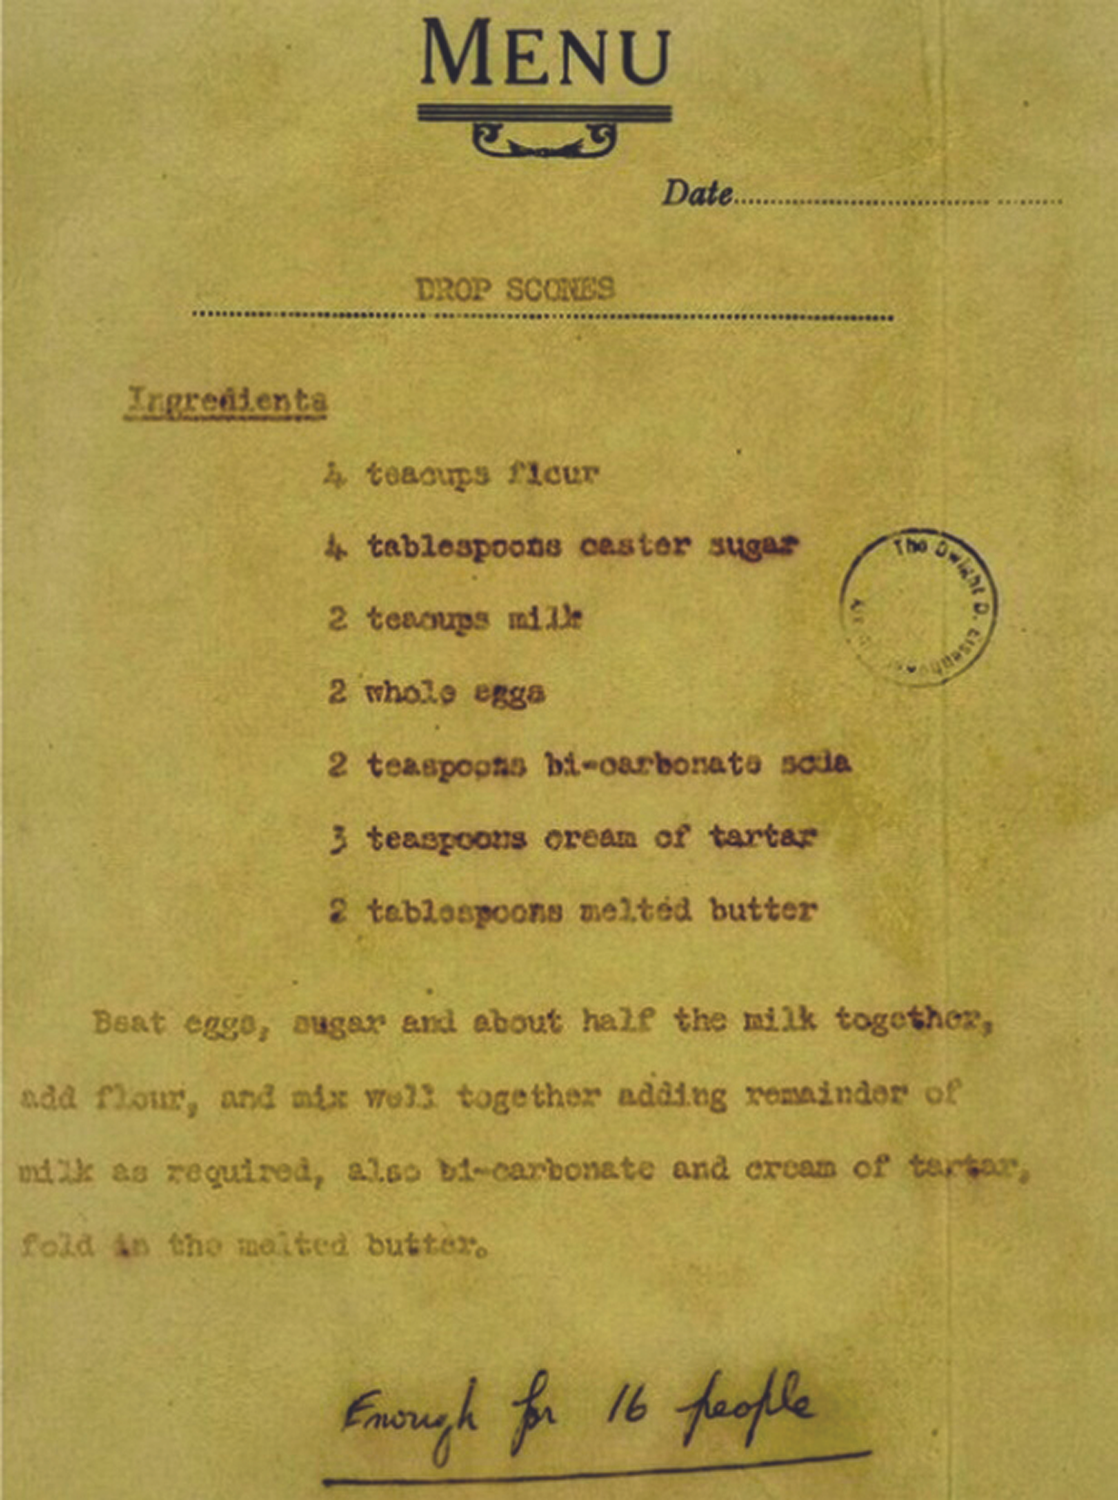 MENU
Date
DROP SCONES
Ingredients
4 teacups flour
4 tablespoons caster sugar
2 teacups milk
2 whole eggs
2 teaspoons bi-carbonate soda
3 teaspoons cream of tartar
2 tablespoons melted butter
The Dwight D. Eisenhower
Beat eggs, sugar and about half the milk together,
add flour, and mix well together adding remainder of
milk as required, also bi-carbonate and cream of tartar,
fold in the melted butter.
Enough for 16 people